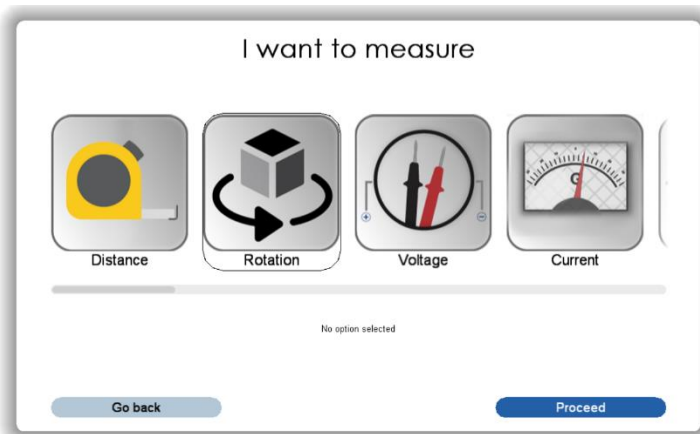 I want to measure
Distance
Rotation
Voltage
Current
No option selected
Go back
Proceed